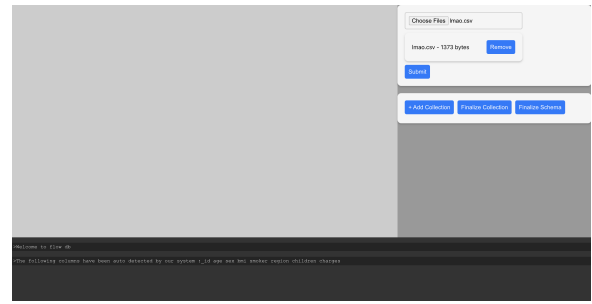 Choose Files lmao.csv
lmao.csv - 1373 bytes
Remove
Submit
+ Add Collection
Finalize Collection
Finalize Schema
>Welcome to flow db
>The following columns have been auto detected by our system :_id age sex bmi smoker region children charges